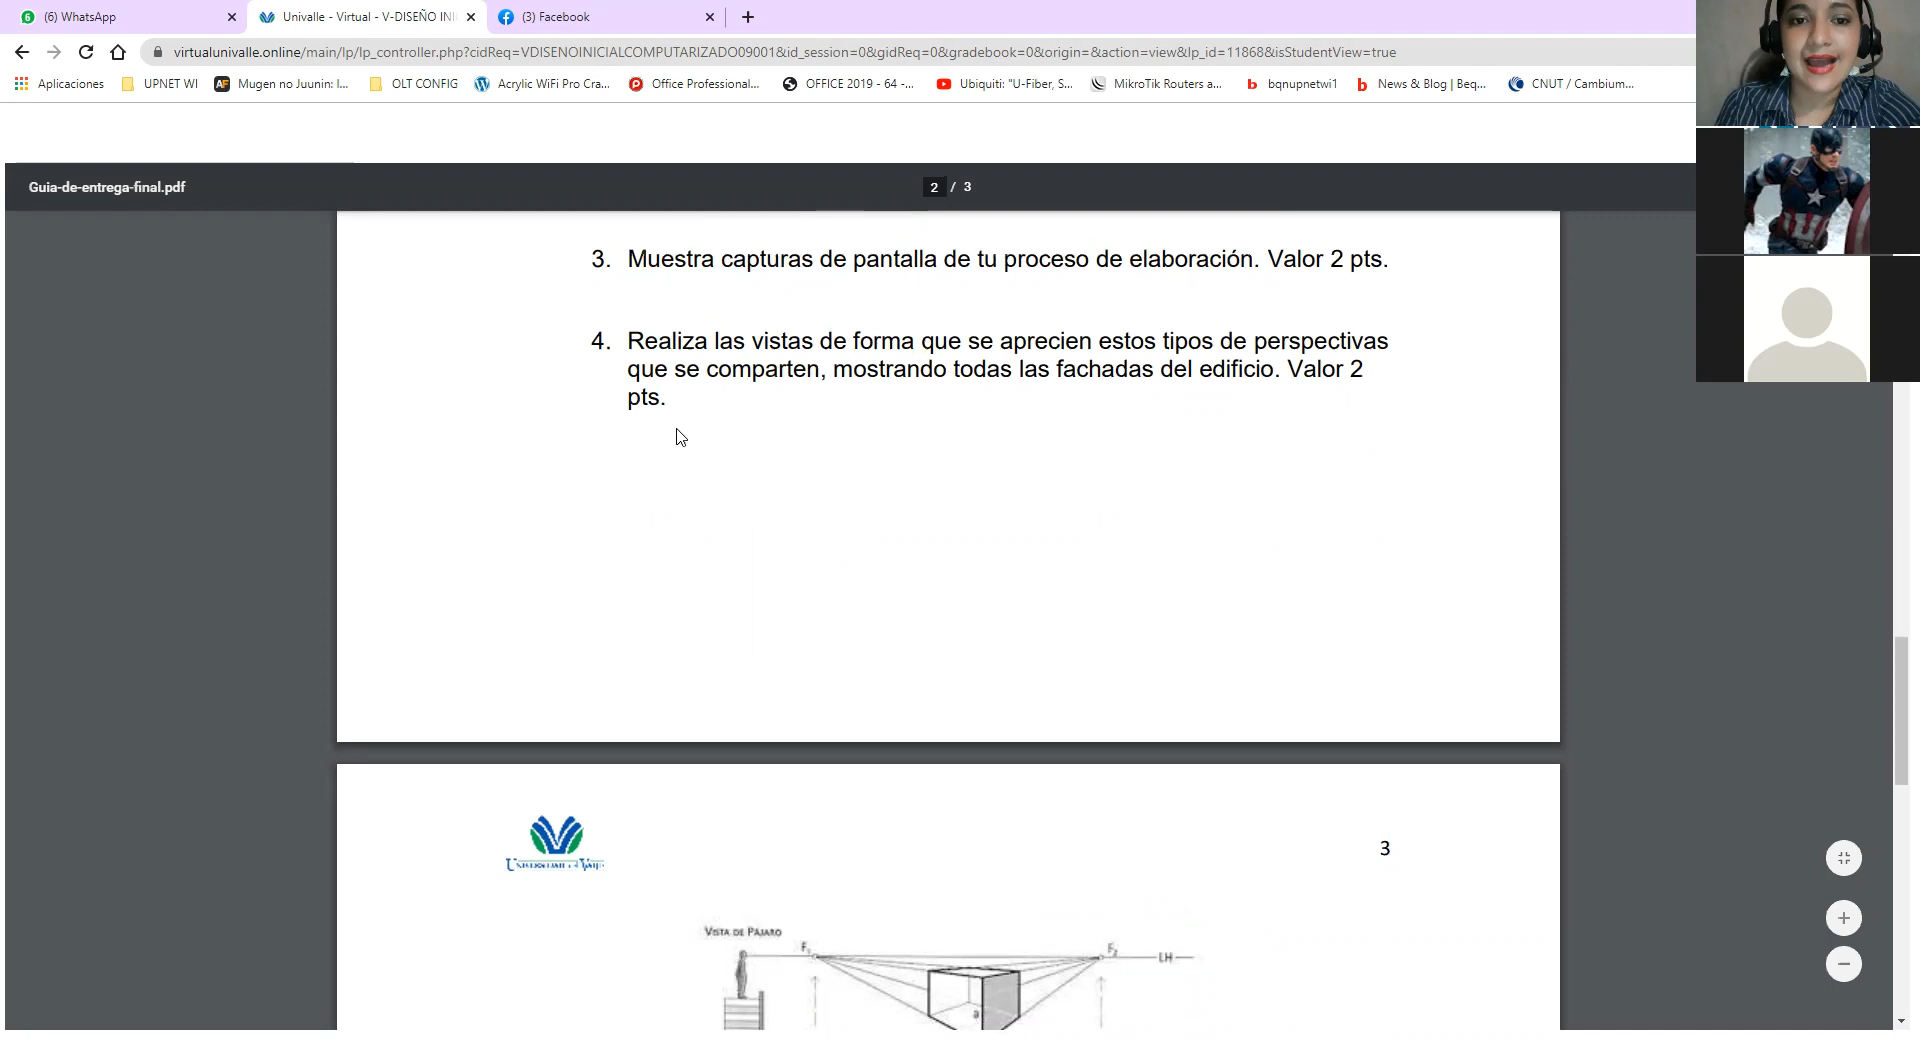 (6) WhatsApp
Univalle - Virtual - V-DISEÑO INI
(3) Facebook
virtualunivalle.online/main/lp/lp_controller.php?cidReq=VDISENOINICIALCOMPUTARIZADO09001&id_session=0&gidReq=0&gradebook=0&origin=&action=view&lp_id=11868&isStudentView=true
Aplicaciones
UPNET WI
AF
Mugen no Juunin: I...
OLT CONFIG
Acrylic WiFi Pro Cra...
Office Professional...
OFFICE 2019 - 64 -...
Ubiquiti: "U-Fiber, S...
MikroTik Routers a...
bqnupnetwi1
News & Blog | Beq...
CNUT / Cambium...
Guia-de-entrega-final.pdf
2 / 3
3. Muestra capturas de pantalla de tu proceso de elaboración. Valor 2 pts.
4. Realiza las vistas de forma que se aprecien estos tipos de perspectivas
que se comparten, mostrando todas las fachadas del edificio. Valor 2
pts.
3
VISTA DE PAJARO
F1
F2
LH